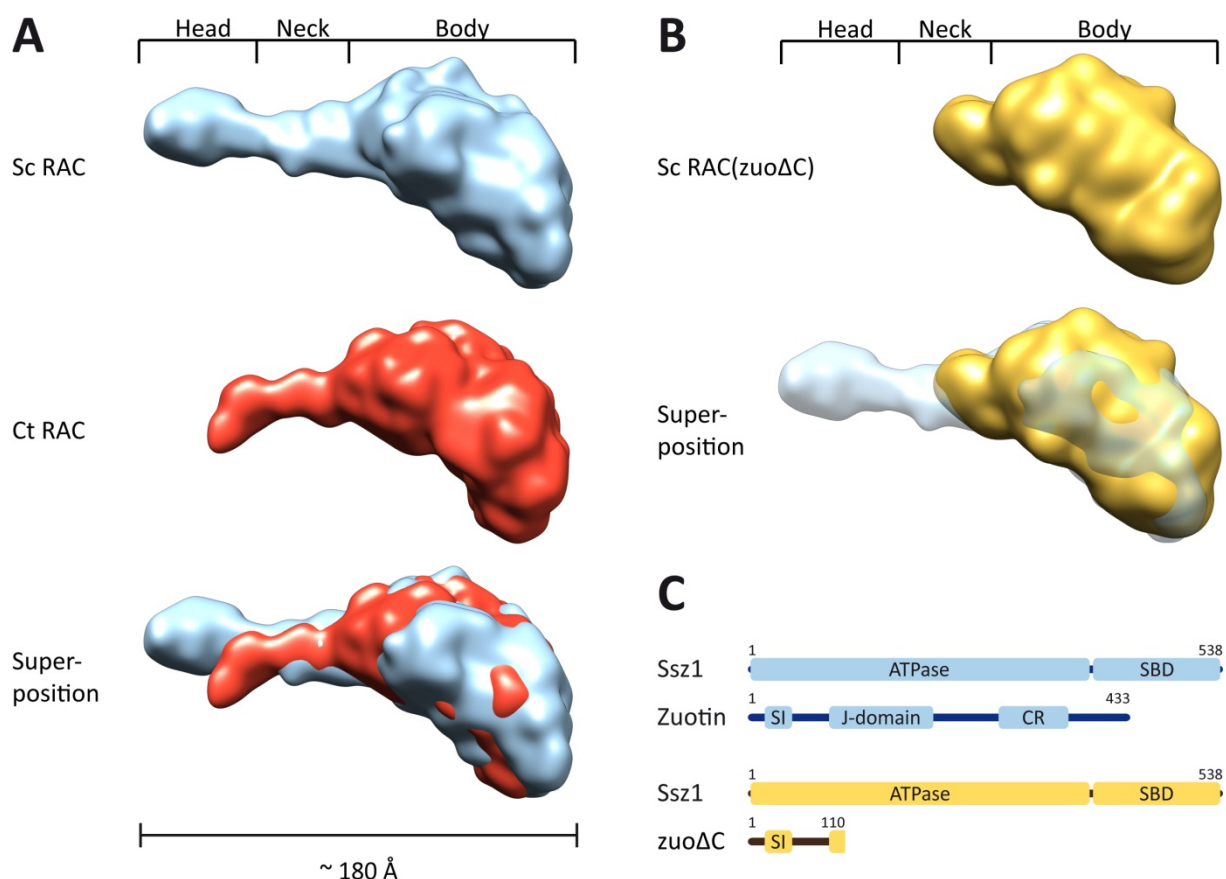 A
Head Neck Body
Sc RAC
Ct RAC
Super-
position
~ 180 Å
B
Head Neck Body
Sc RAC(zuoΔC)
Super-
position
C
1 538
Ssz1 ATPase SBD
1 433
Zuotin SI J-domain CR
1 538
Ssz1 ATPase SBD
1 110
zuoΔC SI